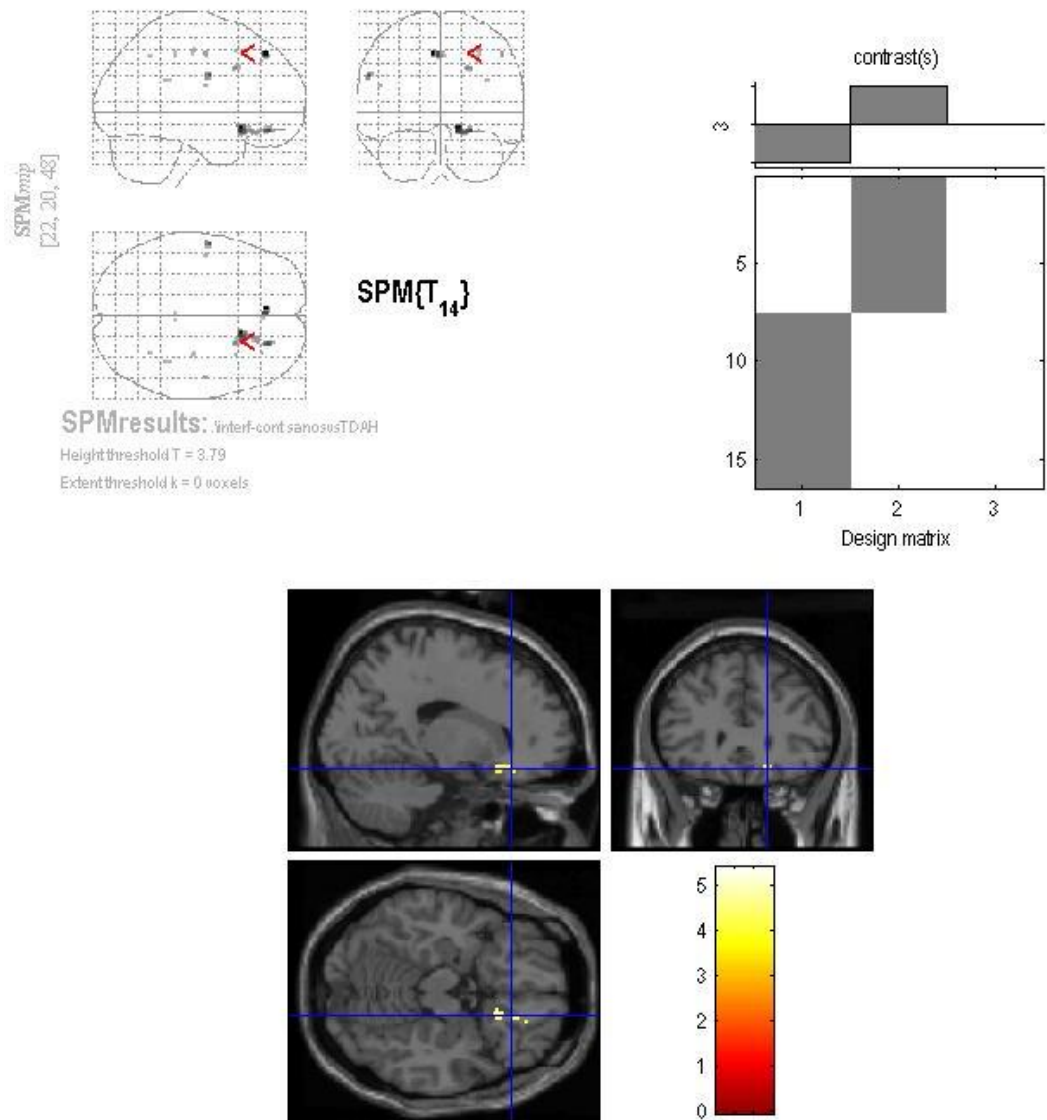 SPMmip
[22, 20, 48]
SPM{T14}
SPMresults: .\interf-cont sanosvsTDAH
Height threshold T = 3.79
Extent threshold k = 0 voxels
contrast(s)
3
5
10
15
1 2 3
Design matrix
5
4
3
2
1
0